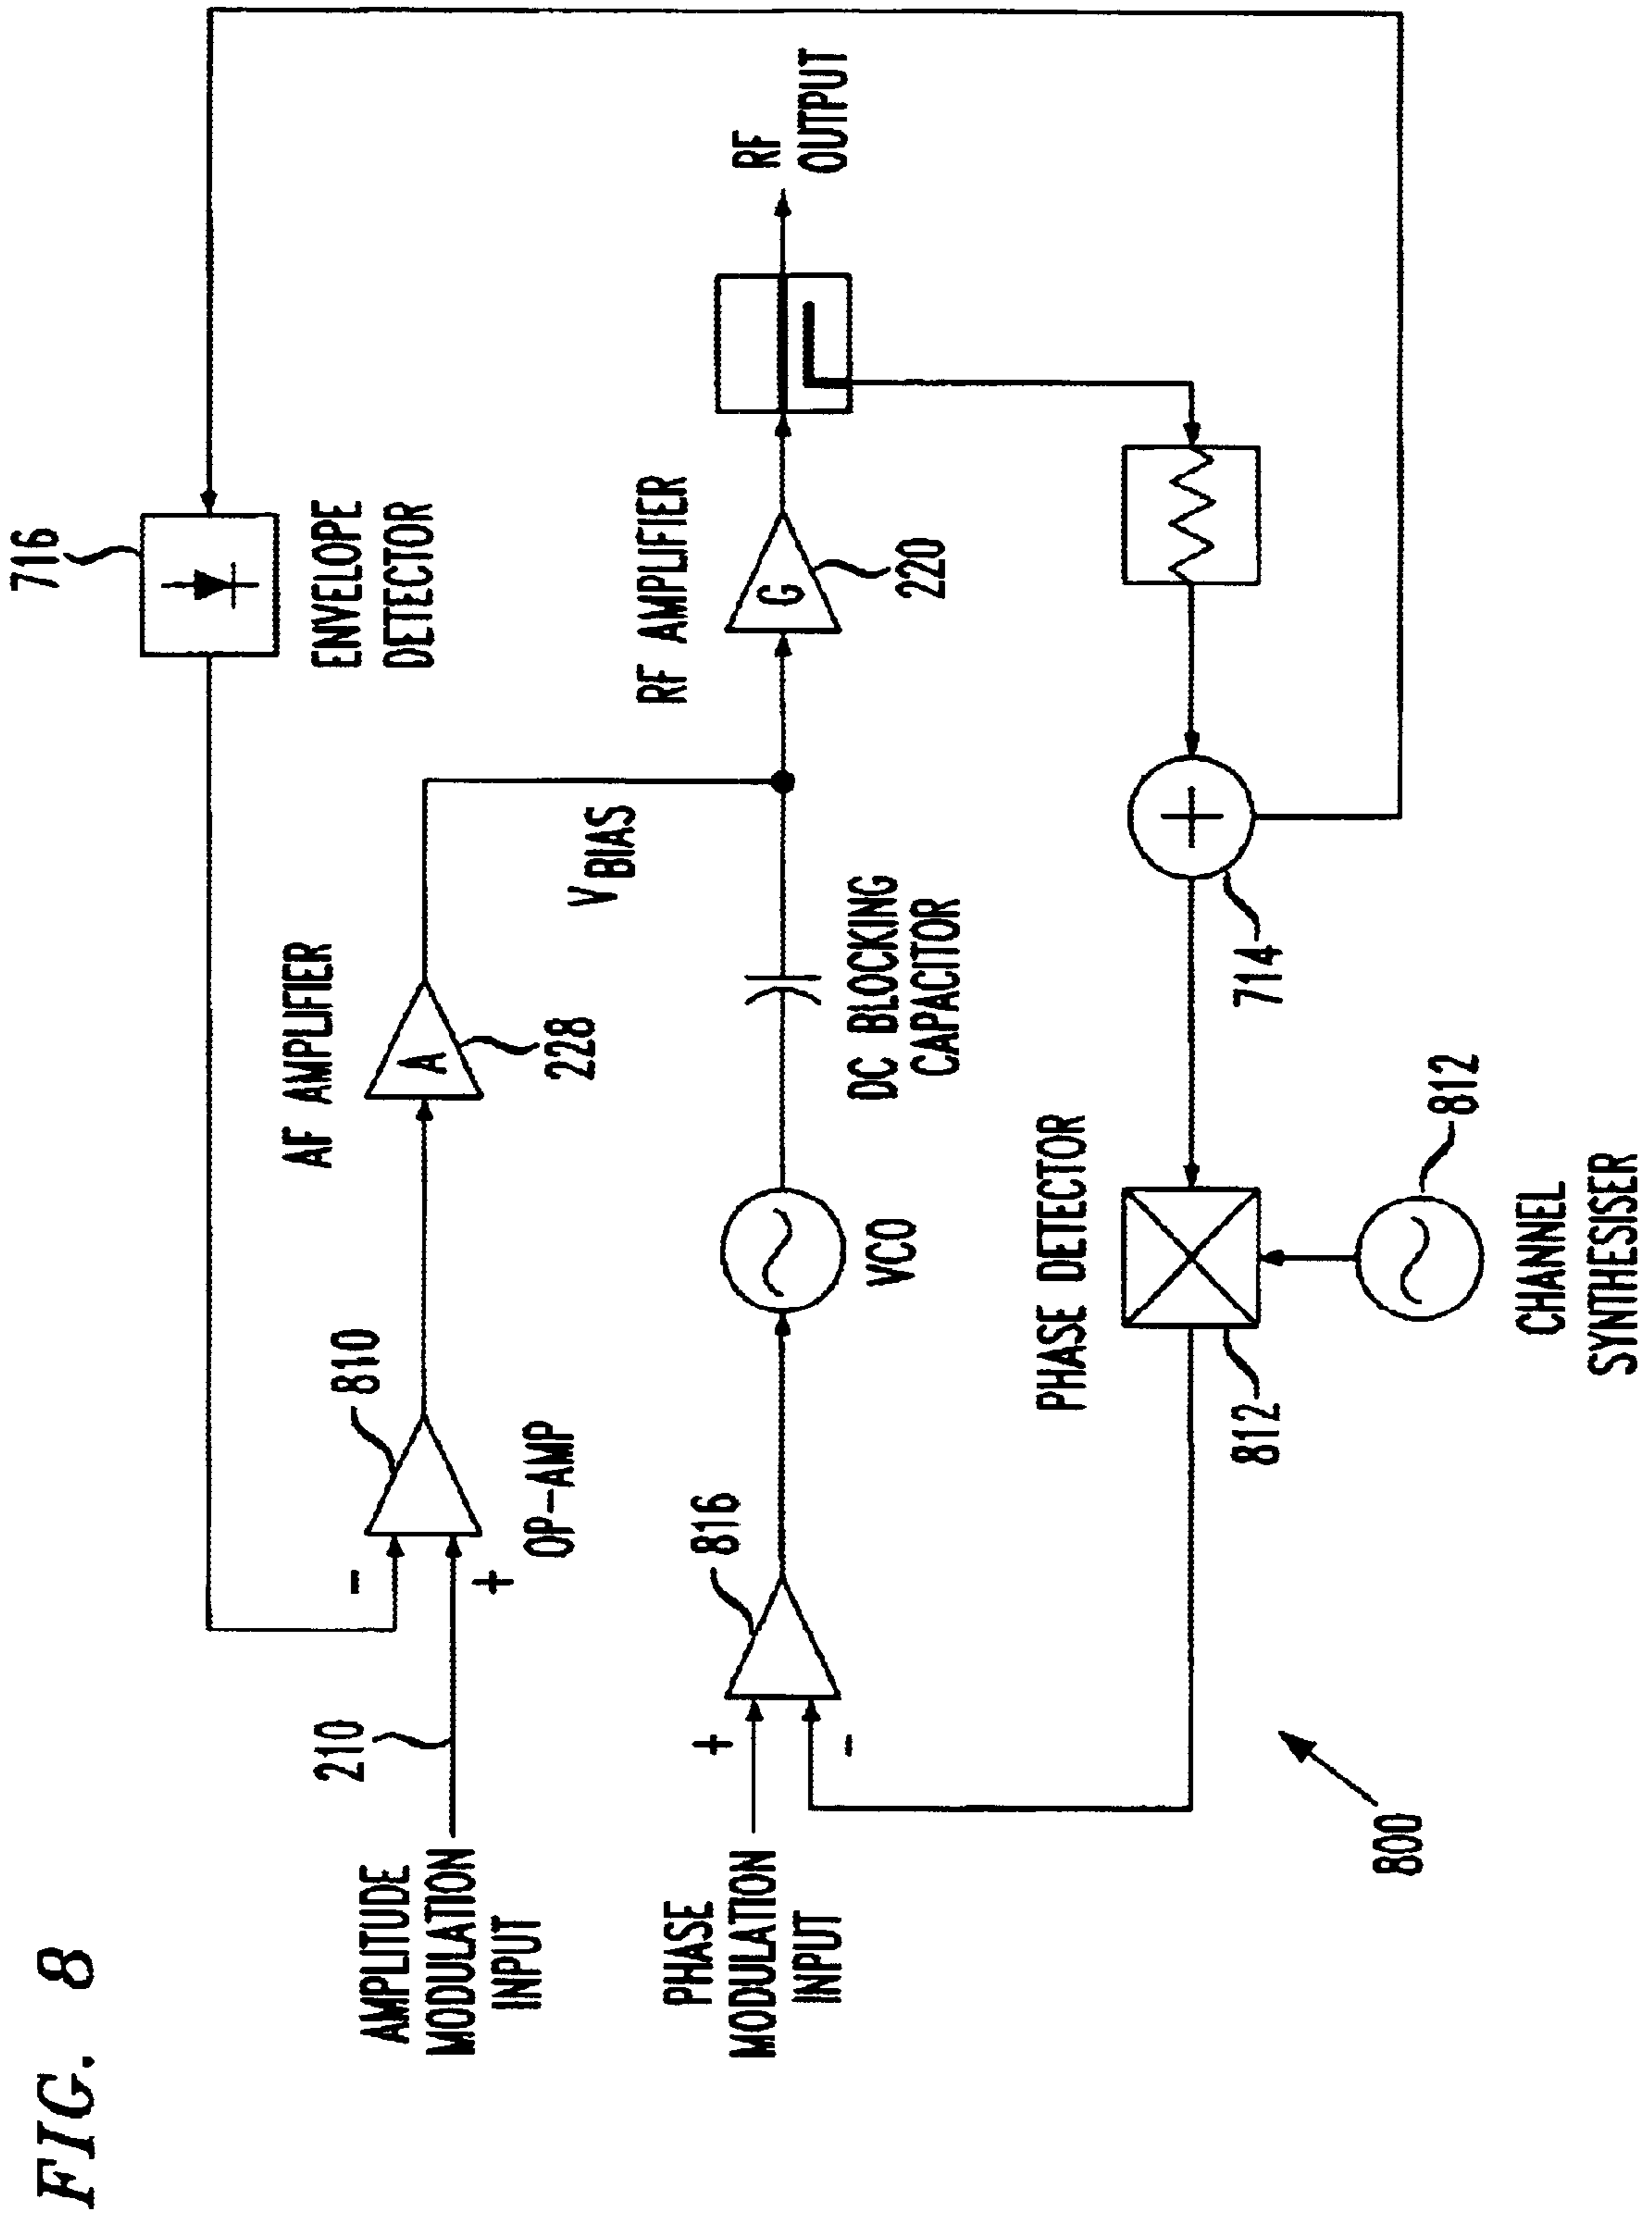 FIG. 8
716
ENVELOPE
DETECTOR
AMPLITUDE
MODULATION
INPUT
210
-
+
810
OP-AMP
AF AMPLIFIER
A
228
V BIAS
RF AMPLIFIER
G
220
RF
OUTPUT
PHASE
MODULATION
INPUT
+
-
816
VCO
DC BLOCKING
CAPACITOR
PHASE DETECTOR
812
714
+
812
CHANNEL
SYNTHESISER
800